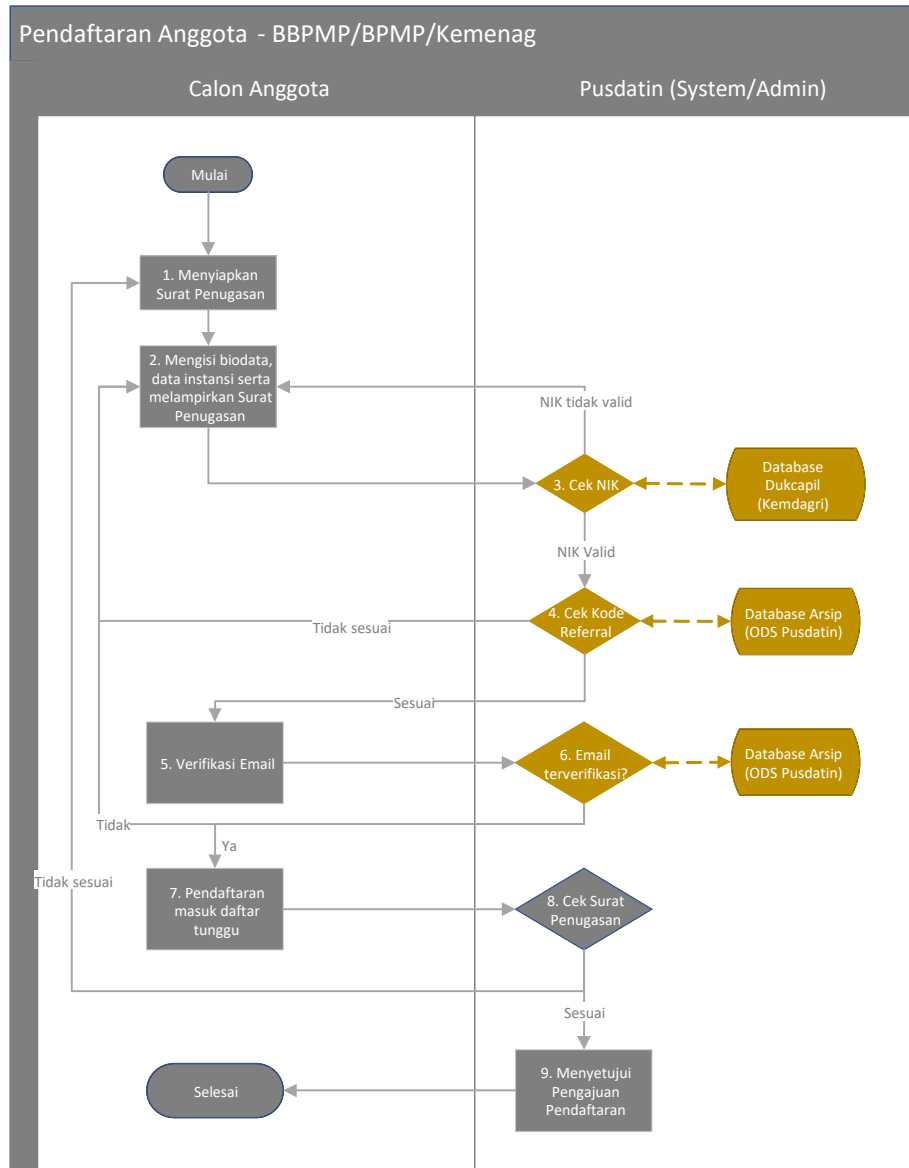 Pendaftaran Anggota - BBPMP/BPMP/Kemenag
Calon Anggota
Pusdatin (System/Admin)
Mulai
1. Menyiapkan
Surat Penugasan
2. Mengisi biodata,
data instansi serta
melampirkan Surat
Penugasan
NIK tidak valid
3. Cek NIK
Database
Dukcapil
(Kemdagri)
NIK Valid
4. Cek Kode
Referral
Database Arsip
(ODS Pusdatin)
Tidak sesuai
Sesuai
5. Verifikasi Email
6. Email
terverifikasi?
Database Arsip
(ODS Pusdatin)
Tidak
Ya
Tidak sesuai
7. Pendaftaran
masuk daftar
tunggu
8. Cek Surat
Penugasan
Sesuai
9. Menyetujui
Pengajuan
Pendaftaran
Selesai